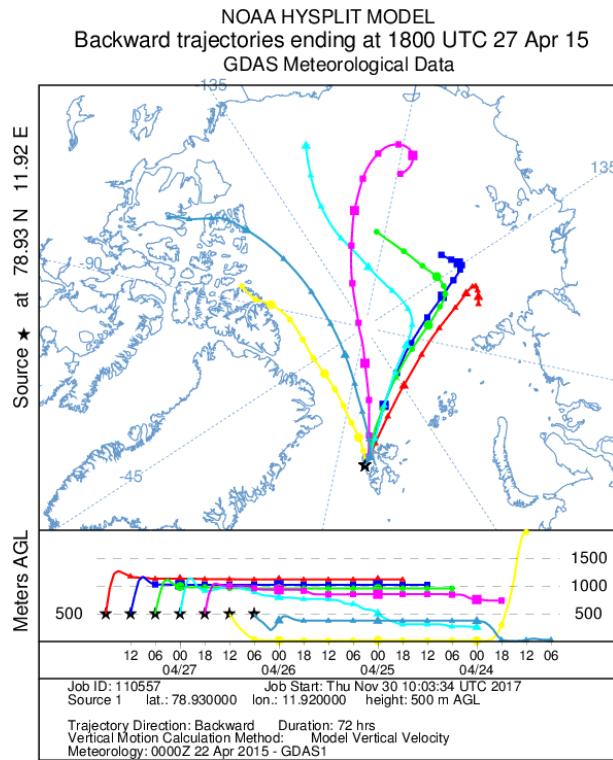 NOAA HYSPLIT MODEL
Backward trajectories ending at 1800 UTC 27 Apr 15
GDAS Meteorological Data
Source ★ at 78.93 N 11.92 E
-135
135
-90
-45
Meters AGL
1500
1000
500
500
12 06 00 18 12 06 00 18 12 06 00 18 12 06 00 18 12 06
04/27 04/26 04/25 04/24
Job ID: 110557 Job Start: Thu Nov 30 10:03:34 UTC 2017
Source 1 lat.: 78.930000 lon.: 11.920000 height: 500 m AGL
Trajectory Direction: Backward Duration: 72 hrs
Vertical Motion Calculation Method: Model Vertical Velocity
Meteorology: 0000Z 22 Apr 2015 - GDAS1